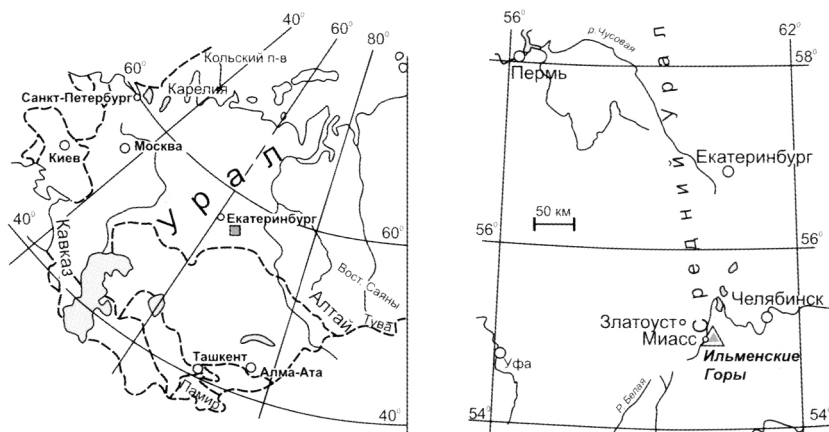 40°
60°
80°
60°
Кольский п-в
Карелия
Санкт-Петербург
Киев
Москва
Урал
Екатеринбург
60°
40°
Кавказ
Вост. Саяны
Алтай
Тува
Ташкент
Алма-Ата
Памир
40°
56°
62°
р. Чусовая
58°
Пермь
Екатеринбург
50 км
56°
56°
Средний Урал
Челябинск
Златоуст
Миасс
Ильменские
Горы
Уфа
Р. Белая
54°
54°